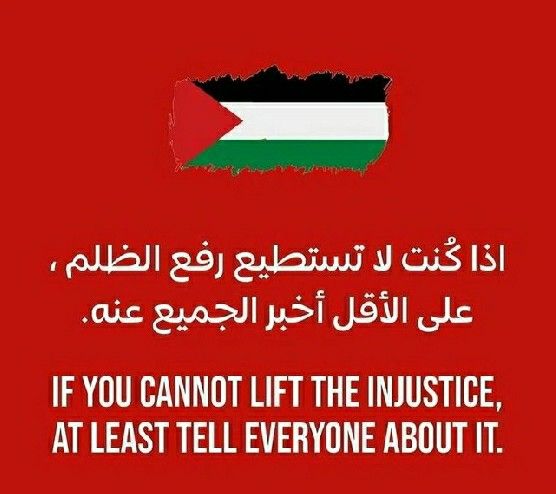 اذا كُنت لا تستطيع رفع الظلم ،
على الأقل أخبر الجميع عنه.
IF YOU CANNOT LIFT THE INJUSTICE,
AT LEAST TELL EVERYONE ABOUT IT.